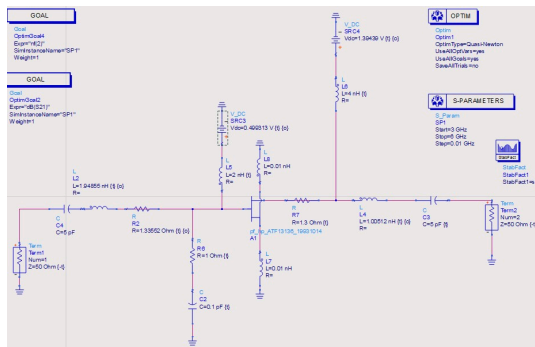 GOAL
Goal
OptimGoal4
Expr="nf(2)"
SimInstanceName="SP1"
Weight=1
GOAL
Goal
OptimGoal2
Expr="dB(S21)"
SimInstanceName="SP1"
Weight=1
V_DC
SRC4
Vdc=1.39439 V {t} {o}
OPTIM
Optim
Optim1
OptimType=Quasi-Newton
UseAllOptVars=yes
UseAllGoals=yes
SaveAllTrials=no
S-PARAMETERS
S_Param
SP1
Start=3 GHz
Stop=6 GHz
Step=0.01 GHz
StabFact
StabFact
StabFact1
V_DC
SRC3
Vdc=0.499313 V {t} {o}
L
L6
L=4 nH {t}
R=
L
L5
L=2 nH {t}
R=
L
L8
L=0.01 nH
R=
L
L2
L=1.94855 nH {t} {o}
R=
C
C4
C=5 pF
R
R2
R=1.33552 Ohm {t} {o}
R
R7
R=1.3 Ohm {t}
L
L4
L=1.00512 nH {t} {o}
R=
C
C3
C=5 pF
Term
Term1
Num=1
Z=50 Ohm {-t}
Term
Term2
Num=2
Z=50 Ohm {-t}
A1
R
R6
R=1 Ohm {t}
L
L7
L=0.01 nH
R=
C
C2
C=0.1 pF {t}